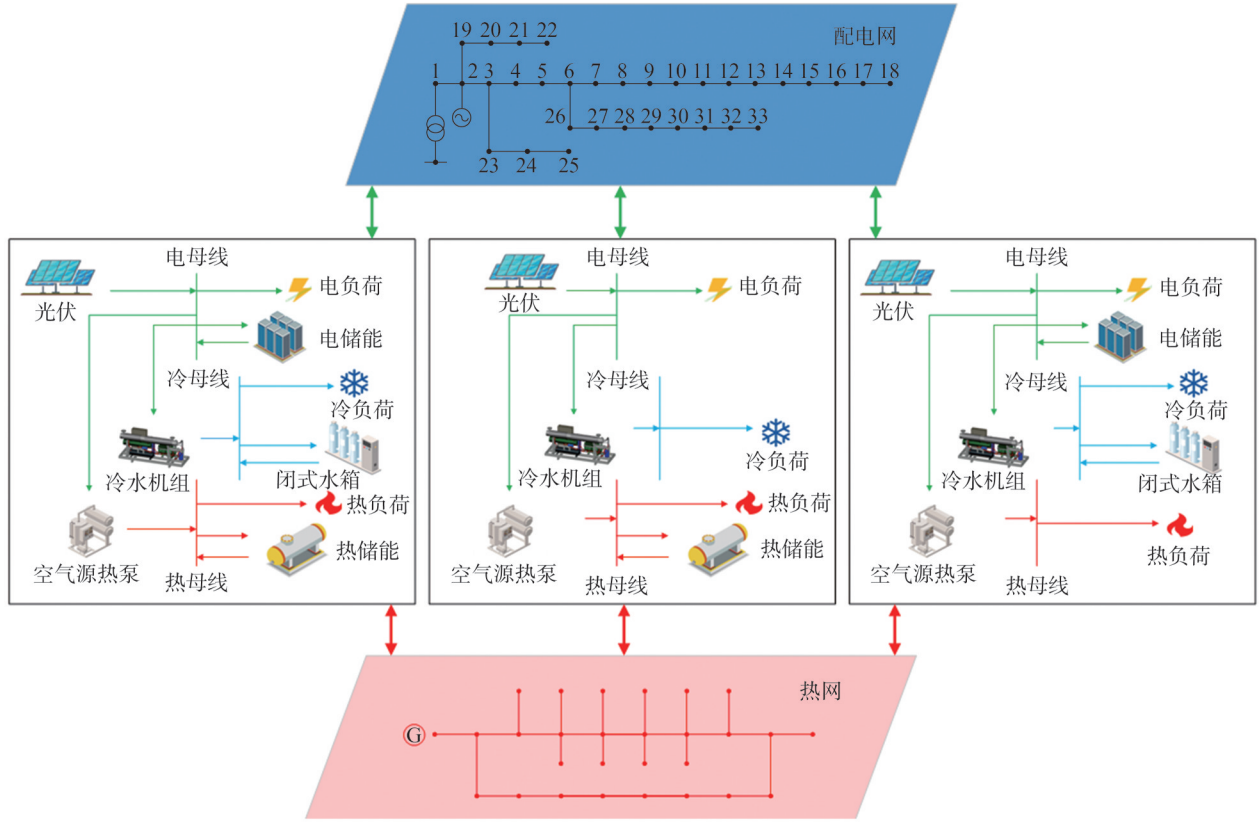 配电网
19 20 21 22
1 2 3 4 5 6 7 8 9 10 11 12 13 14 15 16 17 18
26 27 28 29 30 31 32 33
23 24 25
电母线
光伏
电负荷
电储能
冷母线
冷负荷
冷水机组
闭式水箱
热负荷
空气源热泵
热储能
热母线
电母线
光伏
电负荷
冷母线
冷负荷
冷水机组
热负荷
空气源热泵
热储能
热母线
电母线
光伏
电负荷
电储能
冷母线
冷负荷
冷水机组
闭式水箱
空气源热泵
热负荷
热母线
热网
G